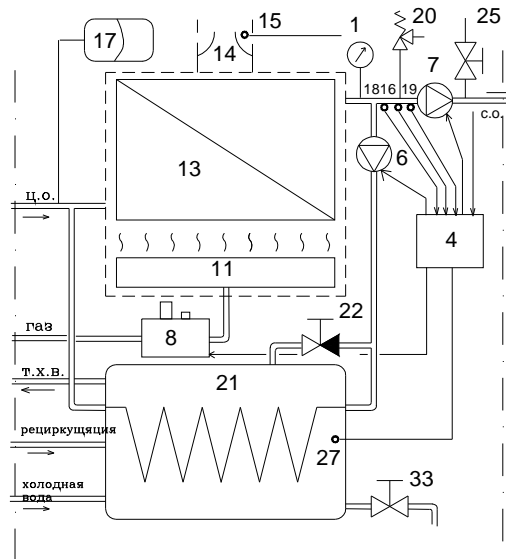 15
1
20
25
17
14
7
18 16 19
с.о.
13
6
ц.о.
4
11
22
газ
8
т.х.в.
21
рециркущяция
27
холодная
вода
33